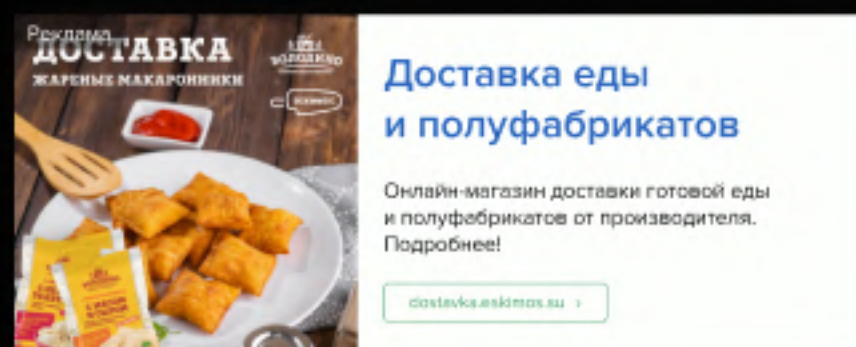 Реклама
ДОСТАВКА
ЖАРЕНЫЕ МАКАРОННИКИ
ВОЛОДИНО
Доставка еды
и полуфабрикатов
Онлайн-магазин доставки готовой еды
и полуфабрикатов от производителя.
Подробнее!
dostavka.eskimos.su ›